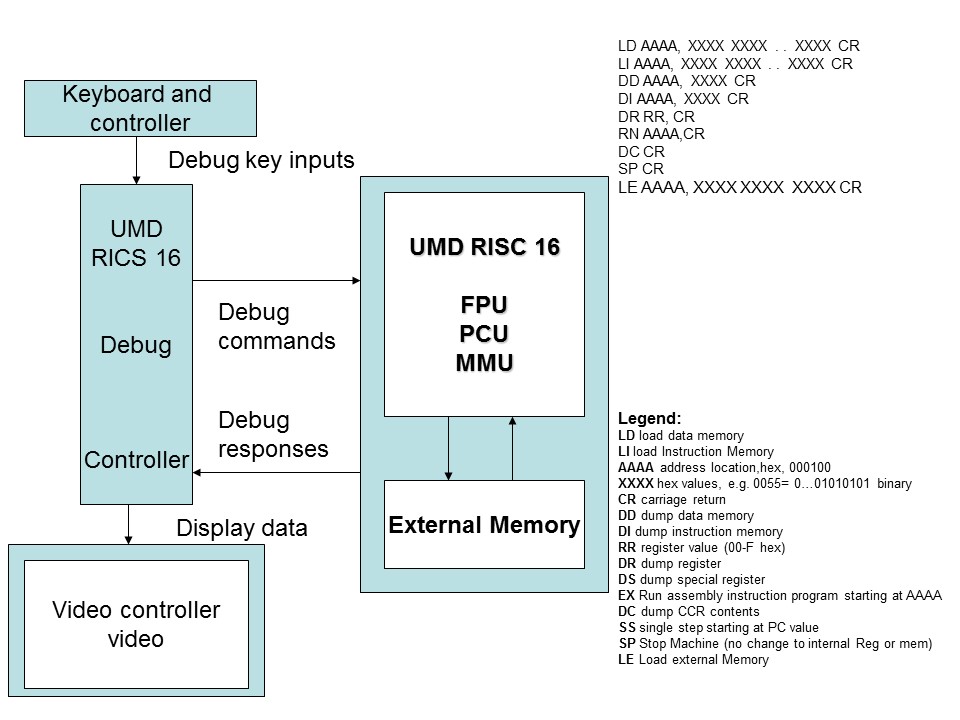 Keyboard and
controller
Debug key inputs
UMD
RICS 16
Debug
Controller
Debug
commands
Debug
responses
Display data
Video controller
video
UMD RISC 16
FPU
PCU
MMU
External Memory
LD AAAA, XXXX XXXX . . XXXX CR
LI AAAA, XXXX XXXX . . XXXX CR
DD AAAA, XXXX CR
DI AAAA, XXXX CR
DR RR, CR
RN AAAA,CR
DC CR
SP CR
LE AAAA, XXXX XXXX XXXX CR
Legend:
LD load data memory
LI load Instruction Memory
AAAA address location,hex, 000100
XXXX hex values, e.g. 0055= 0…01010101 binary
CR carriage return
DD dump data memory
DI dump instruction memory
RR register value (00-F hex)
DR dump register
DS dump special register
EX Run assembly instruction program starting at AAAA
DC dump CCR contents
SS single step starting at PC value
SP Stop Machine (no change to internal Reg or mem)
LE Load external Memory